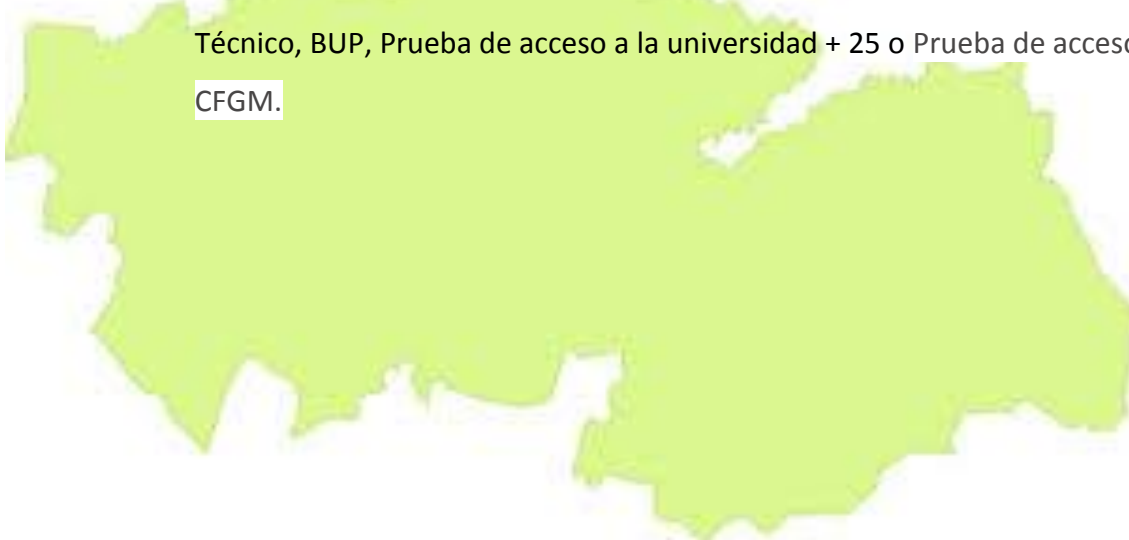 Técnico, BUP, Prueba de acceso a la universidad + 25 o Prueba de acceso
CFGM.